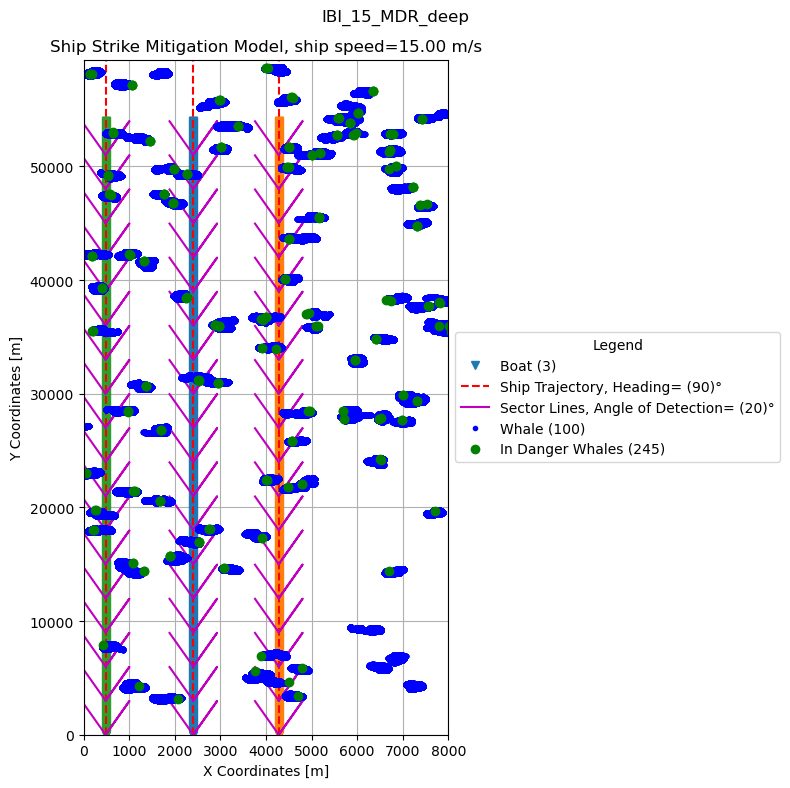 IBI_15_MDR_deep
Ship Strike Mitigation Model, ship speed=15.00 m/s
Y Coordinates [m]
50000
40000
30000
20000
10000
0
0 1000 2000 3000 4000 5000 6000 7000 8000
X Coordinates [m]
Legend
Boat (3)
Ship Trajectory, Heading= (90)°
Sector Lines, Angle of Detection= (20)°
Whale (100)
In Danger Whales (245)